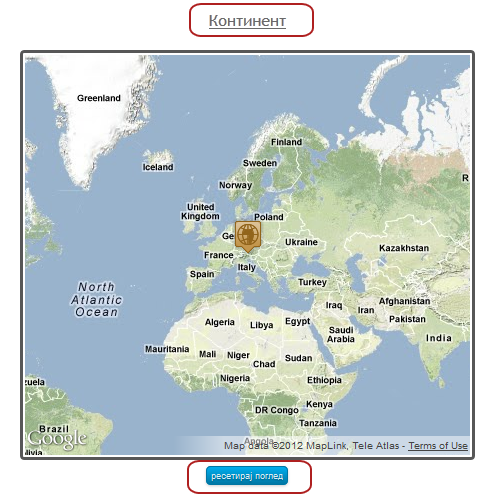 Континент
Greenland
Iceland
Finland
Sweden
Norway
United
Kingdom
Poland
Ge
Ukraine
France
Kazakhstan
Italy
Spain
Turkey
North
Atlantic
Ocean
Iraq
Iran
Afghanistan
Pakistan
Algeria
Libya
Egypt
Saudi
Arabia
India
Mauritania
Mali
Niger
Chad
Sudan
Nigeria
Ethiopia
Kenya
DR Congo
Tanzania
Angola
zuela
Brazil
livia
R
Google
Map data ©2012 MapLink, Tele Atlas - Terms of Use
ресетирај поглед